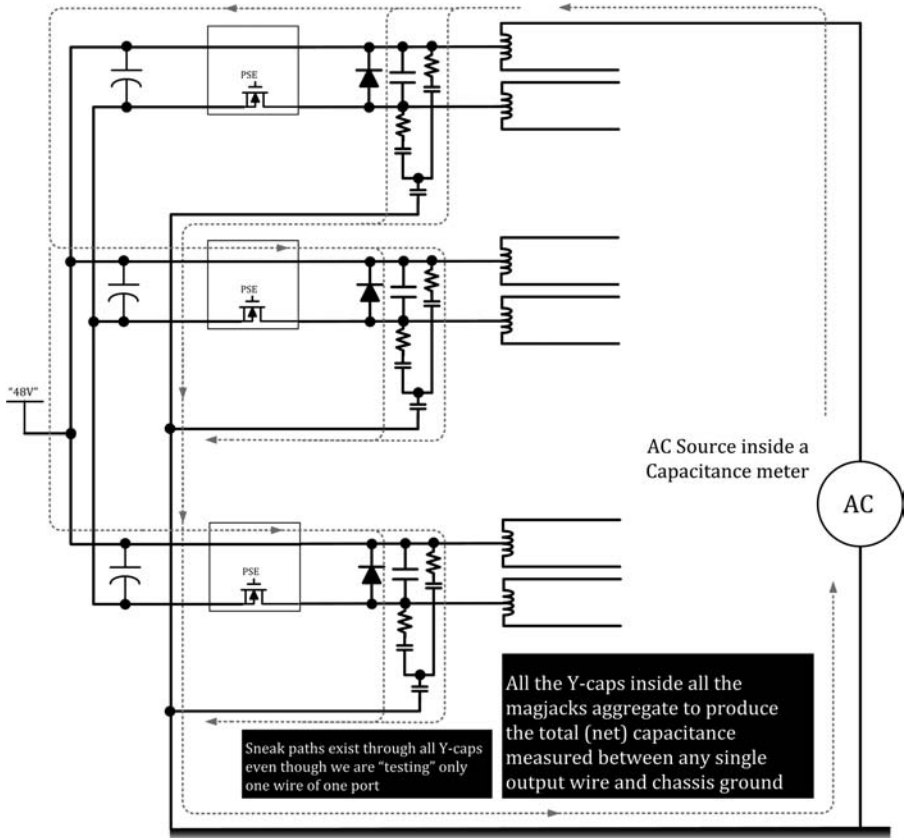 PSE
PSE
"48V"
AC Source inside a
Capacitance meter
AC
PSE
Sneak paths exist through all Y-caps
even though we are “testing” only
one wire of one port
All the Y-caps inside all the
magjacks aggregate to produce
the total (net) capacitance
measured between any single
output wire and chassis ground